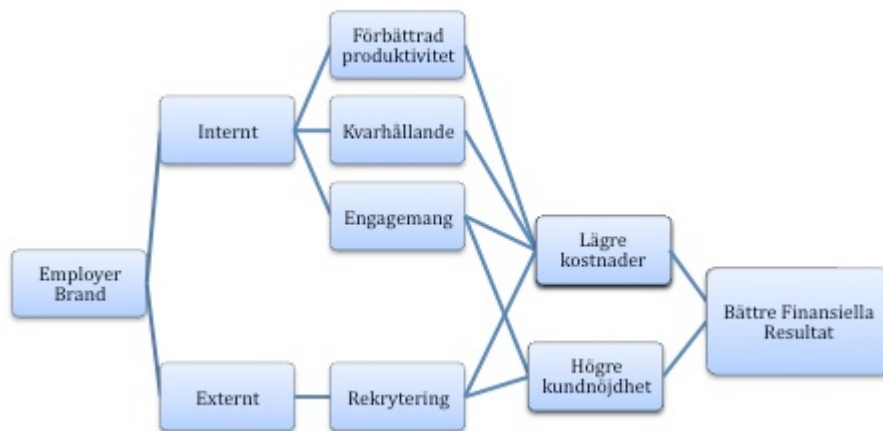 Förbättrad
produktivitet
Internt
Kvarhållande
Engagemang
Lägre
kostnader
Employer
Brand
Bättre Finansiella
Resultat
Högre
kundnöjdhet
Externt
Rekrytering